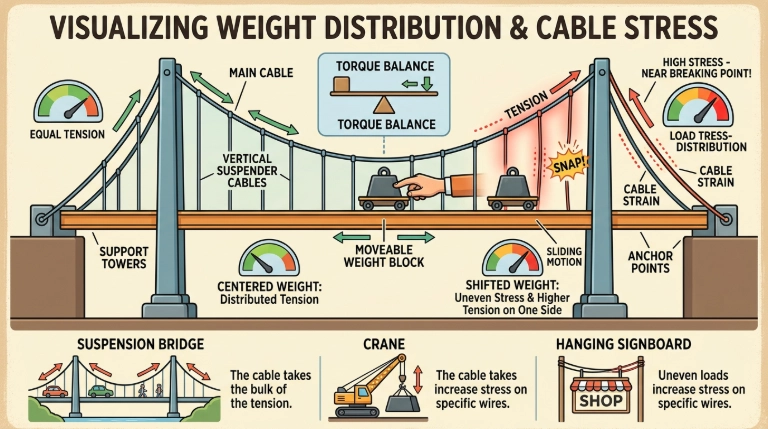 VISUALIZING WEIGHT DISTRIBUTION & CABLE STRESS
EQUAL TENSION
MAIN CABLE
TORQUE BALANCE
TORQUE BALANCE
TENSION
HIGH STRESS -
NEAR BREAKING POINT!
LOAD TRESS-
DISTRIBUTION
VERTICAL
SUSPENDER
CABLES
SNAP!
CABLE
STRAIN
CABLE
STRAIN
SUPPORT
TOWERS
CENTERED WEIGHT:
Distributed Tension
MOVEABLE
WEIGHT BLOCK
SHIFTED WEIGHT:
Uneven Stress & Higher
Tension on One Side
SLIDING
MOTION
ANCHOR
POINTS
SUSPENSION BRIDGE
The cable takes
the bulk of
the tension.
CRANE
The cable takes
increase stress on
specific wires.
HANGING SIGNBOARD
SHOP
Uneven loads
increase stress on
specific wires.